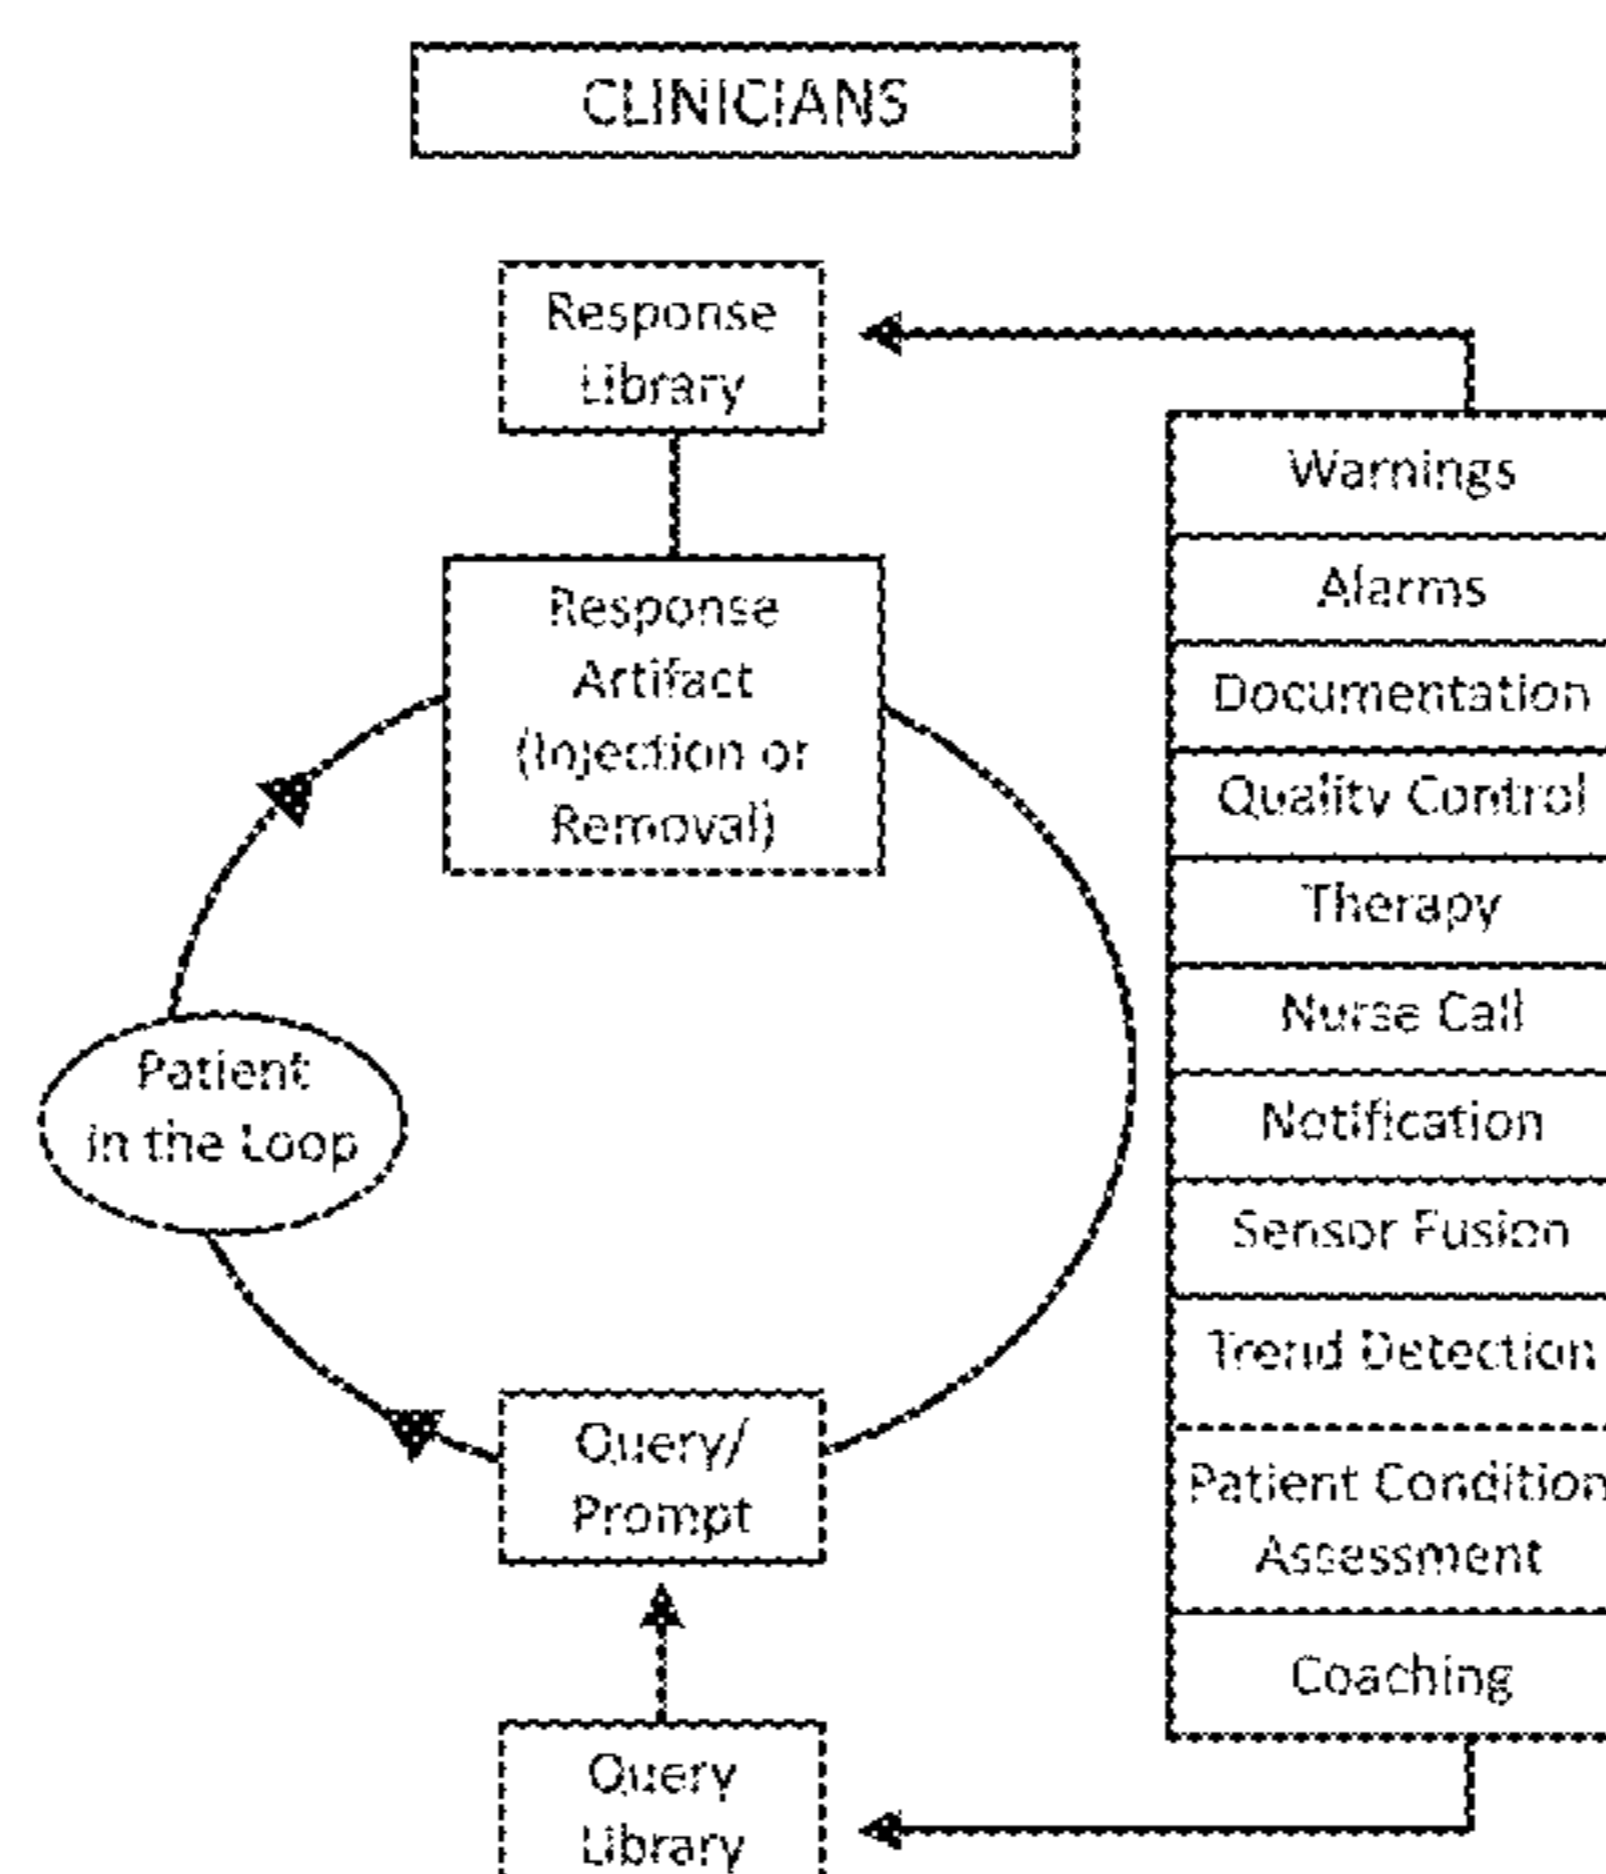 CLINICIANS
Response
Library
Response
Artifact
(Injection or
Removal)
Patient
in the Loop
Query/
Prompt
Query
Library
Warnings
Alarms
Documentation
Quality Control
Therapy
Nurse Call
Notification
Sensor Fusion
Trend Detection
Patient Condition
Assessment
Coaching